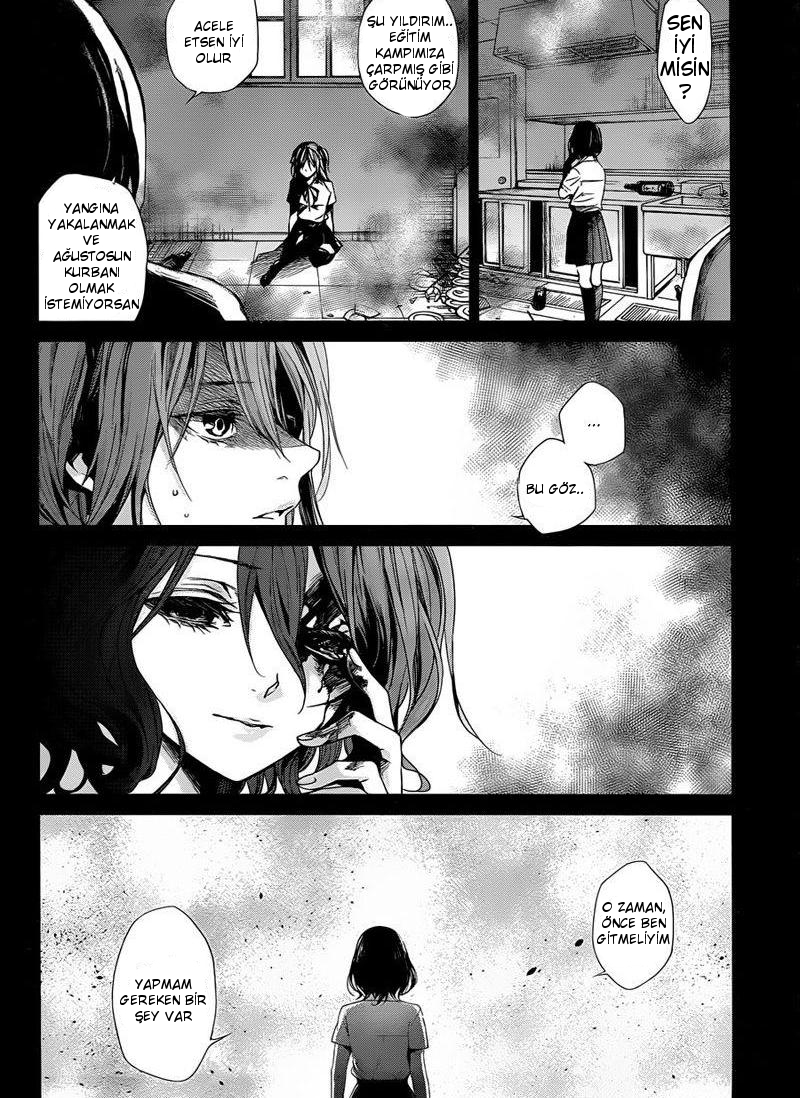 SEN
İYİ
MİSİN
?
ŞU YILDIRIM..
EĞİTİM
KAMPIMIZA
ÇARPMIŞ GİBİ
GÖRÜNÜYOR
ACELE
ETSEN İYİ
OLUR
YANGINA
YAKALANMAK
VE
AĞUSTOSUN
KURBANI
OLMAK
İSTEMİYORSAN
...
BU GÖZ..
O ZAMAN,
ÖNCE BEN
GİTMELİYİM
YAPMAM
GEREKEN BİR
ŞEY VAR